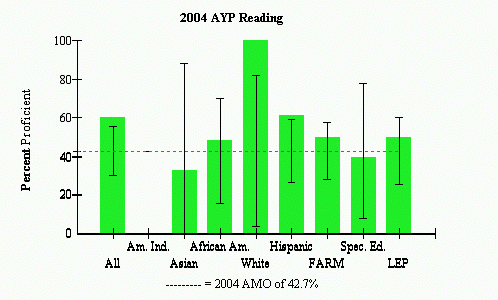 2004 AYP Reading
Percent Proficient
100
80
60
40
20
0
Am. Ind. African Am. Hispanic Spec. Ed.
All Asian White FARM LEP
--------- = 2004 AMO of 42.7%